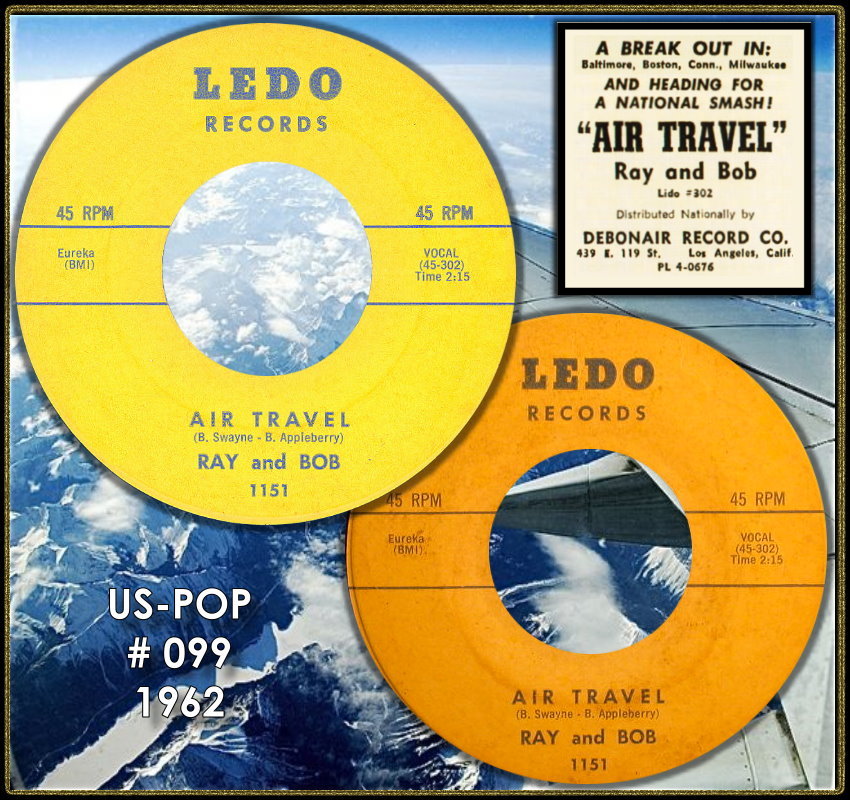 LEDO
RECORDS
45 RPM
45 RPM
Eureka
(BMI)
VOCAL
(45-302)
Time 2:15
AIR TRAVEL
(B. Swayne - B. Appleberry)
RAY and BOB
1151
A BREAK OUT IN:
Baltimore, Boston, Conn., Milwaukee
AND HEADING FOR
A NATIONAL SMASH!
"AIR TRAVEL"
Ray and Bob
Lido #302
Distributed Nationally by
DEBONAIR RECORD CO.
439 E. 119 St. Los Angeles, Calif.
PL 4-0676
LEDO
RECORDS
45 RPM
45 RPM
Eureka
(BMI)
VOCAL
(45-302)
Time 2:15
AIR TRAVEL
(B. Swayne - B. Appleberry)
RAY and BOB
1151
US-POP
# 099
1962